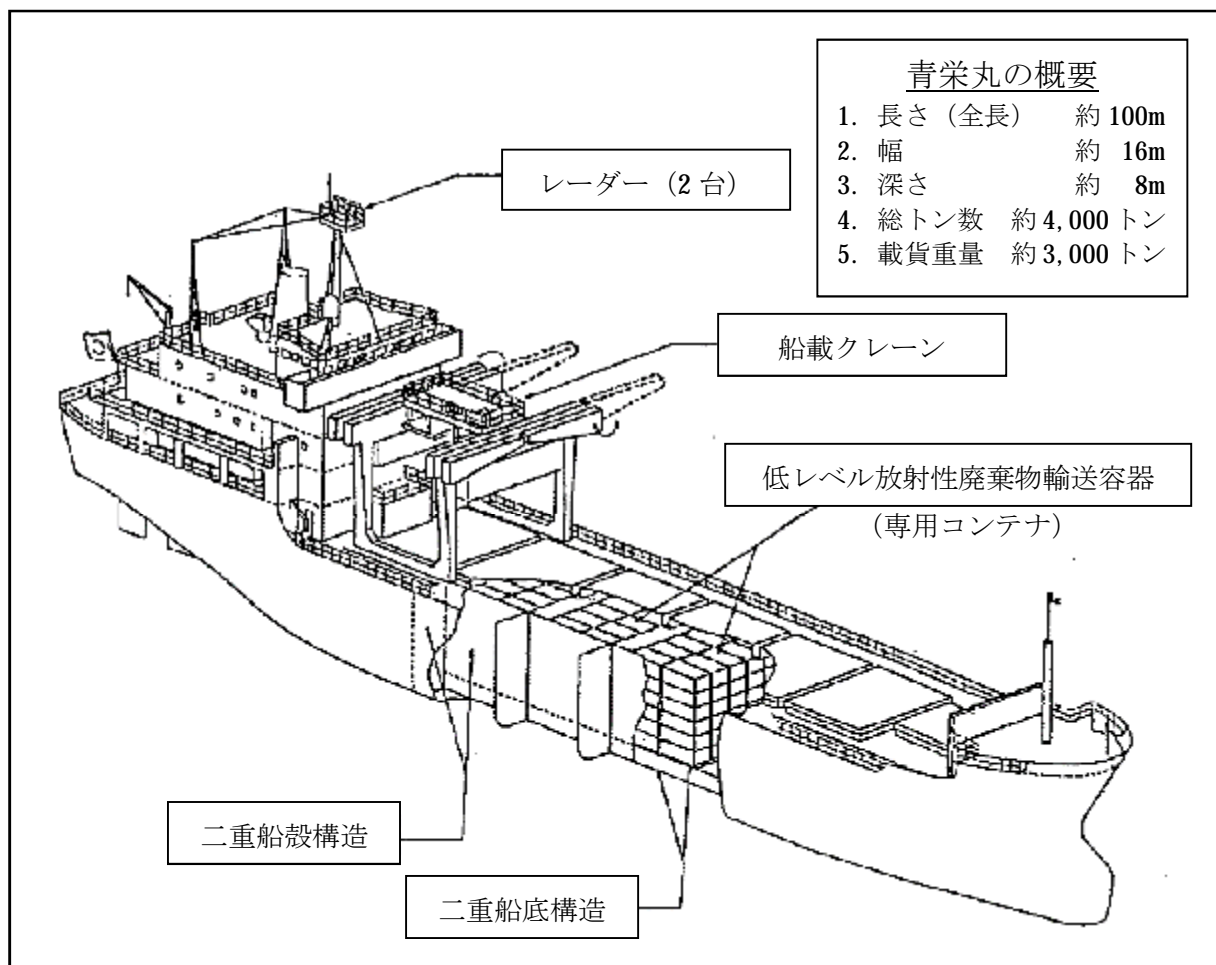 青栄丸の概要
1. 長さ（全長） 約 100m
2. 幅 約 16m
3. 深さ 約 8m
4. 総トン数 約 4,000 トン
5. 載貨重量 約 3,000 トン
レーダー（2 台）
船載クレーン
低レベル放射性廃棄物輸送容器
（専用コンテナ）
二重船殻構造
二重船底構造